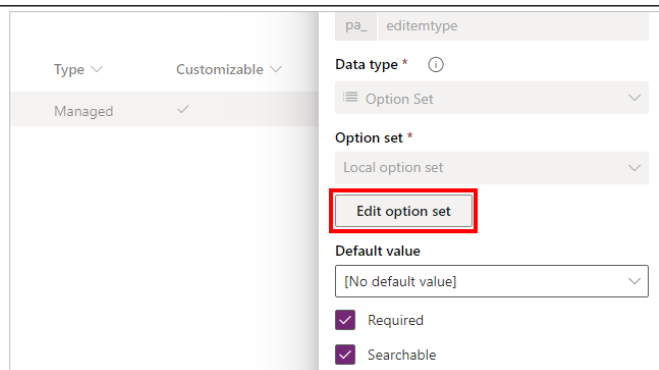 pa_ editemtype
Type Customizable
Data type *
Option Set
Managed
Option set *
Local option set
Edit option set
Default value
[No default value]
Required
Searchable